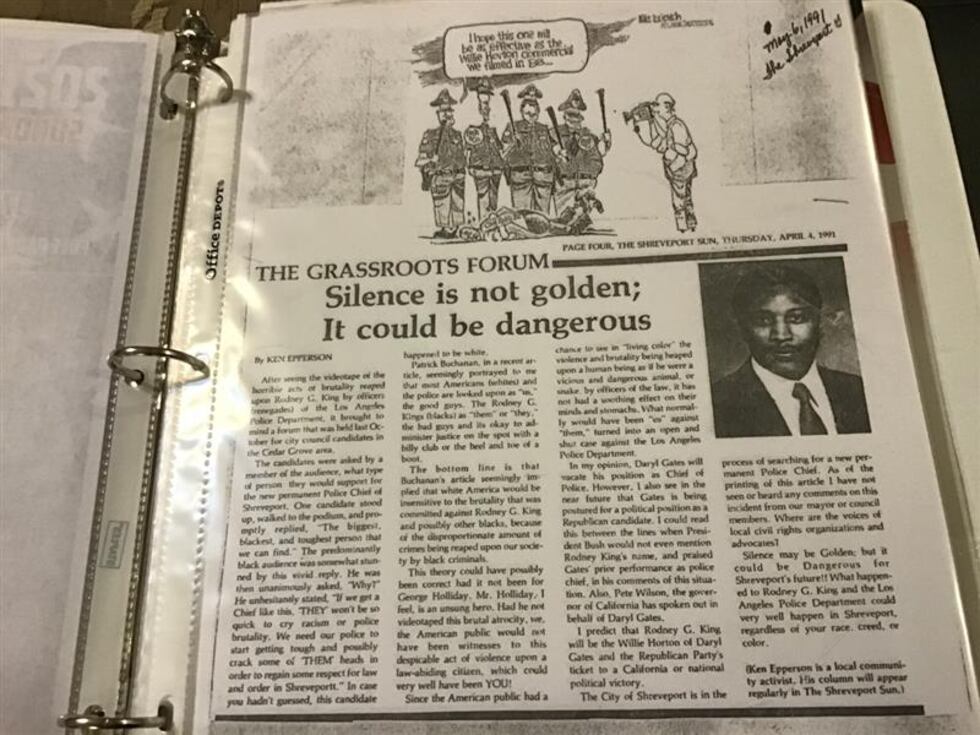 I hope this one will
be as effective as the
Willie Horton commercial
we filmed in
May 6, 1991
the Shreveport
Office DEPOT
PAGE FOUR, THE SHREVEPORT SUN, THURSDAY, APRIL 4, 1991
THE GRASSROOTS FORUM
Silence is not golden;
It could be dangerous
By KEN EPPERSON
After seeing the videotape of the
horrible acts of brutality reaped
upon Rodney G. King by officers
(renegades) of the Los Angeles
Police Department, it brought to
mind a forum that was held last Oc-
tober for city council candidates in
the Cedar Grove area.
The candidates were asked by a
member of the audience, what type
of person they would support for
the new permanent Police Chief of
Shreveport. One candidate stood
up, walked to the podium, and pro-
mptly replied, "The biggest,
blackest, and toughest person that
we can find." The predominantly
black audience was somewhat stun-
ned by this vivid reply. He was
then unanimously asked, "Why?"
He unhesitanly stated, "If we get a
Chief like this, 'THEY' won't be so
quick to cry racism or police
brutality. We need our police to
start getting tough and possibly
crack some of 'THEM' heads in
order to regain some respect for law
and order in Shreveport." In case
you hadn't guessed, this candidate
happened to be white.
Patrick Buchanan, in a recent ar-
ticle, seemingly portrayed to me
that most Americans (whites) and
the police are looked upon as "us,"
the good guys. The Rodney G.
Kings (blacks) as "them" or "they,"
the bad guys and its okay to ad-
minister justice on the spot with a
billy club or the heel and toe of a
boot.
The bottom line is that
Buchanan's article seemingly im-
plied that white America would be
insensitive to the brutality that was
committed against Rodney G. King
and possibly other blacks, because
of the disproportionate amount of
crimes being reaped upon our socie-
ty by black criminals.
This theory could have possibly
been correct had it not been for
George Holliday. Mr. Holliday, I
feel, is an unsung hero. Had he not
videotaped this brutal atrocity, we,
the American public would not
have been witnesses to this
despicable act of violence upon a
law-abiding citizen, which could
very well have been YOU!
Since the American public had a
chance to see in "living color" the
violence and brutality being heaped
upon a human being as if he were a
vicious and dangerous animal, or
snake, by officers of the law, it has
not had a soothing effect on their
minds and stomachs. What normal-
ly would have been "us" against
"them," turned into an open and
shut case against the Los Angeles
Police Department.
In my opinion, Daryl Gates will
vacate his position as Chief of
Police. However, I also see in the
near future that Gates is being
postured for a political position as a
Republican candidate. I could read
this between the lines when Presi-
dent Bush would not even mention
Rodney King's name, and praised
Gates' prior performance as police
chief, in his comments of this situa-
tion. Also, Pete Wilson, the gover-
nor of California has spoken out in
behalf of Daryl Gates.
I predict that Rodney G. King
will be the Willie Horton of Daryl
Gates and the Republican Party's
ticket to a California or national
political victory.
The City of Shreveport is in the
process of searching for a new per-
manent Police Chief. As of the
printing of this article I have not
seen or heard any comments on this
incident from our mayor or council
members. Where are the voices of
local civil rights organizations and
advocates?
Silence may be Golden; but it
could be Dangerous for
Shreveport's future!! What happen-
ed to Rodney G. King and the Los
Angeles Police Department could
very well happen in Shreveport,
regardless of your race, creed, or
color.
(Ken Epperson is a local communi-
ty activist. His column will appear
regularly in The Shreveport Sun.)